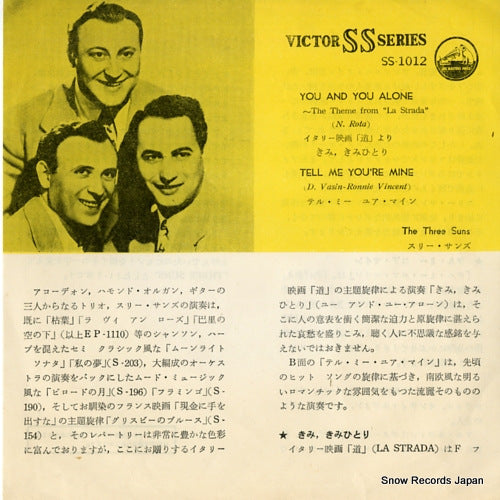 VICTOR SS SERIES
SS-1012
YOU AND YOU ALONE
～The Theme from "La Strada"
(N. Rota)
イタリー映画「道」より
きみ，きみひとり
TELL ME YOU'RE MINE
(D. Vasin-Ronnie Vincent)
テル・ミー ユア・マイン
The Three Suns
スリー・サンズ
アコーディン，ハモンド・オルガン，ギターの
三人からなるトリオ，スリー・サンズの演奏は，
既に「枯葉」「ラ ヴィ アン ローズ」「巴里の
空の下」(以上EP-1110) 等のシャンソン，ハー
プを混えたセミ クラシック風な「ムーンライト
ソナタ」「私の夢」(S-203)，大編成のオーケス
トラの演奏をバックにしたムード・ミュージック
風な「ビロードの月」(S-196)「フラミンゴ」(S-
190)，そしてお馴染のフランス映画「現金に手を
出すな」の主題旋律「グリスビーのブルース」(S-
154) と，そのレパートリーは非常に豊かな色彩
に富んでおりますが，ここにお贈りするイタリー
映画「道」の主題旋律による演奏「きみ，きみ
ひとり」(ユー アンド・ユー・アローン) は，そ
こに人の意表を衝く簡潔な迫力と原旋律に甚えら
れた哀愁を盛りこみ，聴く人に不思議な感銘を与
えないではおきません。
B面の「テル・ミー・ユア・マイン」は，先頃
のヒット ソングの旋律に基づき，南欧風な明る
いロマンチックな雰囲気をもった流麗そのものの
ような演奏です。
★ きみ，きみひとり
イタリー映画「道」(LA STRADA) はF フ
Snow Records Japan